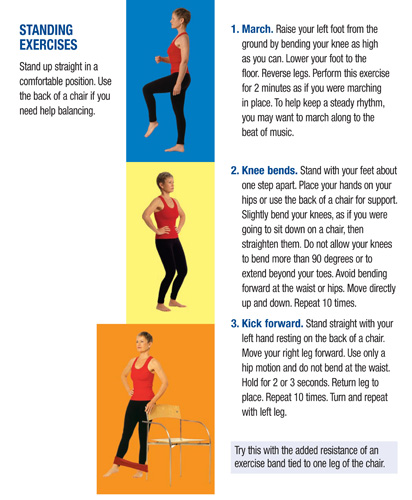 STANDING
EXERCISES
Stand up straight in a
comfortable position. Use
the back of a chair if you
need help balancing.
1. March. Raise your left foot from the
ground by bending your knee as high
as you can. Lower your foot to the
floor. Reverse legs. Perform this exercise
for 2 minutes as if you were marching
in place. To help keep a steady rhythm,
you may want to march along to the
beat of music.
2. Knee bends. Stand with your feet about
one step apart. Place your hands on your
hips or use the back of a chair for support.
Slightly bend your knees, as if you were
going to sit down on a chair, then
straighten them. Do not allow your knees
to bend more than 90 degrees or to
extend beyond your toes. Avoid bending
forward at the waist or hips. Move directly
up and down. Repeat 10 times.
3. Kick forward. Stand straight with your
left hand resting on the back of a chair.
Move your right leg forward. Use only a
hip motion and do not bend at the waist.
Hold for 2 or 3 seconds. Return leg to
place. Repeat 10 times. Turn and repeat
with left leg.
Try this with the added resistance of an
exercise band tied to one leg of the chair.